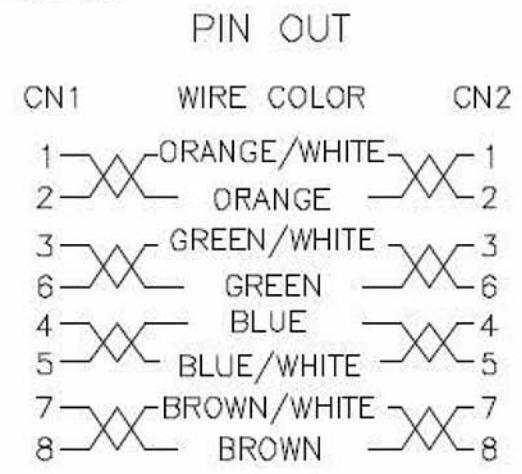 PIN OUT
CN1 WIRE COLOR CN2
1 ORANGE/WHITE 1
2 ORANGE 2
3 GREEN/WHITE 3
6 GREEN 6
4 BLUE 4
5 BLUE/WHITE 5
7 BROWN/WHITE 7
8 BROWN 8